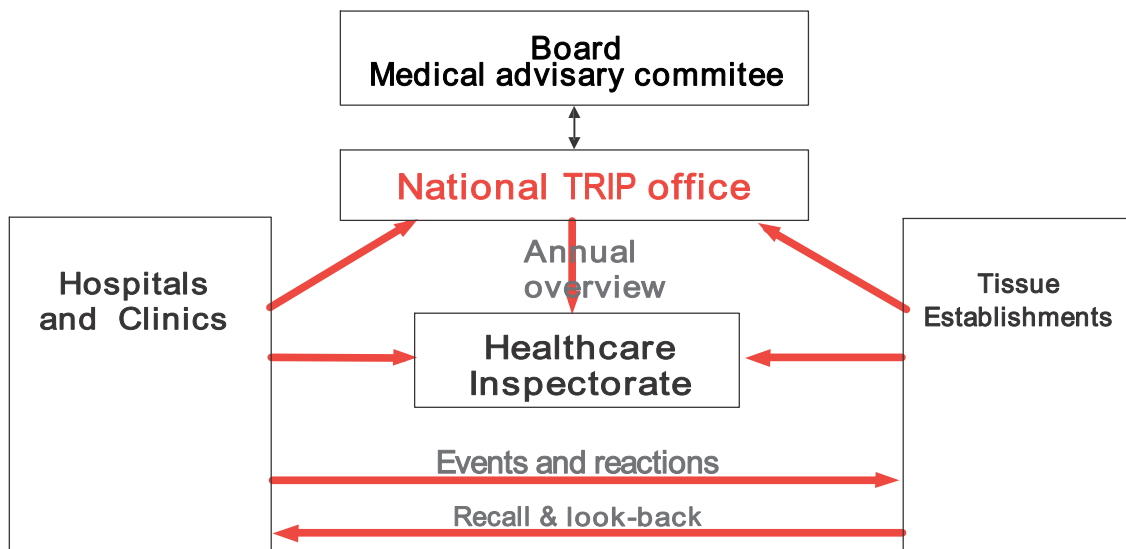 Board
Medical advisary commitee
National TRIP office
Annual
overview
Hospitals
and Clinics
Tissue
Establishments
Healthcare
Inspectorate
Events and reactions
Recall & look-back